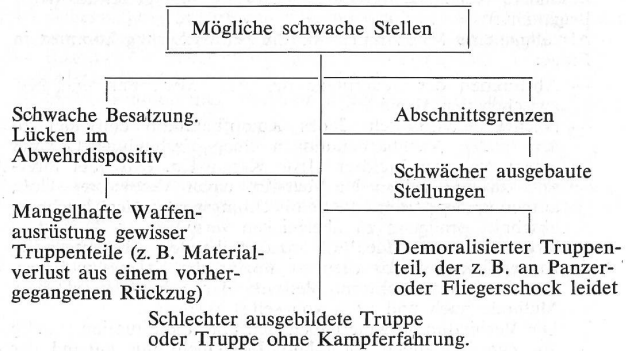 Mögliche schwache Stellen
Schwache Besatzung.
Lücken im
Abwehrdispositiv
Abschnittsgrenzen
Schwächer ausgebaute
Stellungen
Mangelhafte Waffen-
ausrüstung gewisser
Truppenteile (z. B. Material-
verlust aus einem vorher-
gegangenen Rückzug)
Demoralisierter Truppen-
teil, der z. B. an Panzer-
oder Fliegerschock leidet
Schlechter ausgebildete Truppe
oder Truppe ohne Kampferfahrung.